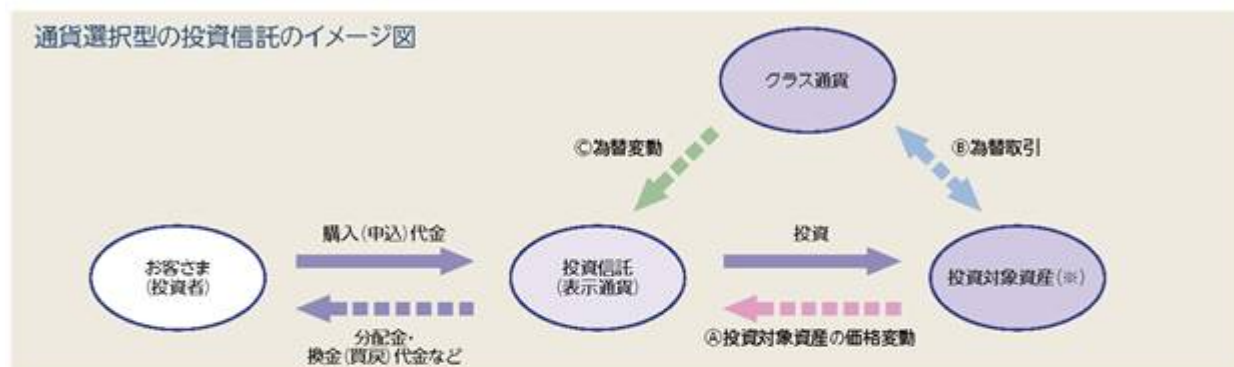 通貨選択型の投資信託のイメージ図
クラス通貨
Ⓒ為替変動
Ⓑ為替取引
購入(申込)代金
投資
お客さま
(投資者)
投資信託
(表示通貨)
投資対象資産(※)
分配金・
換金(買戻)代金など
Ⓐ投資対象資産の価格変動